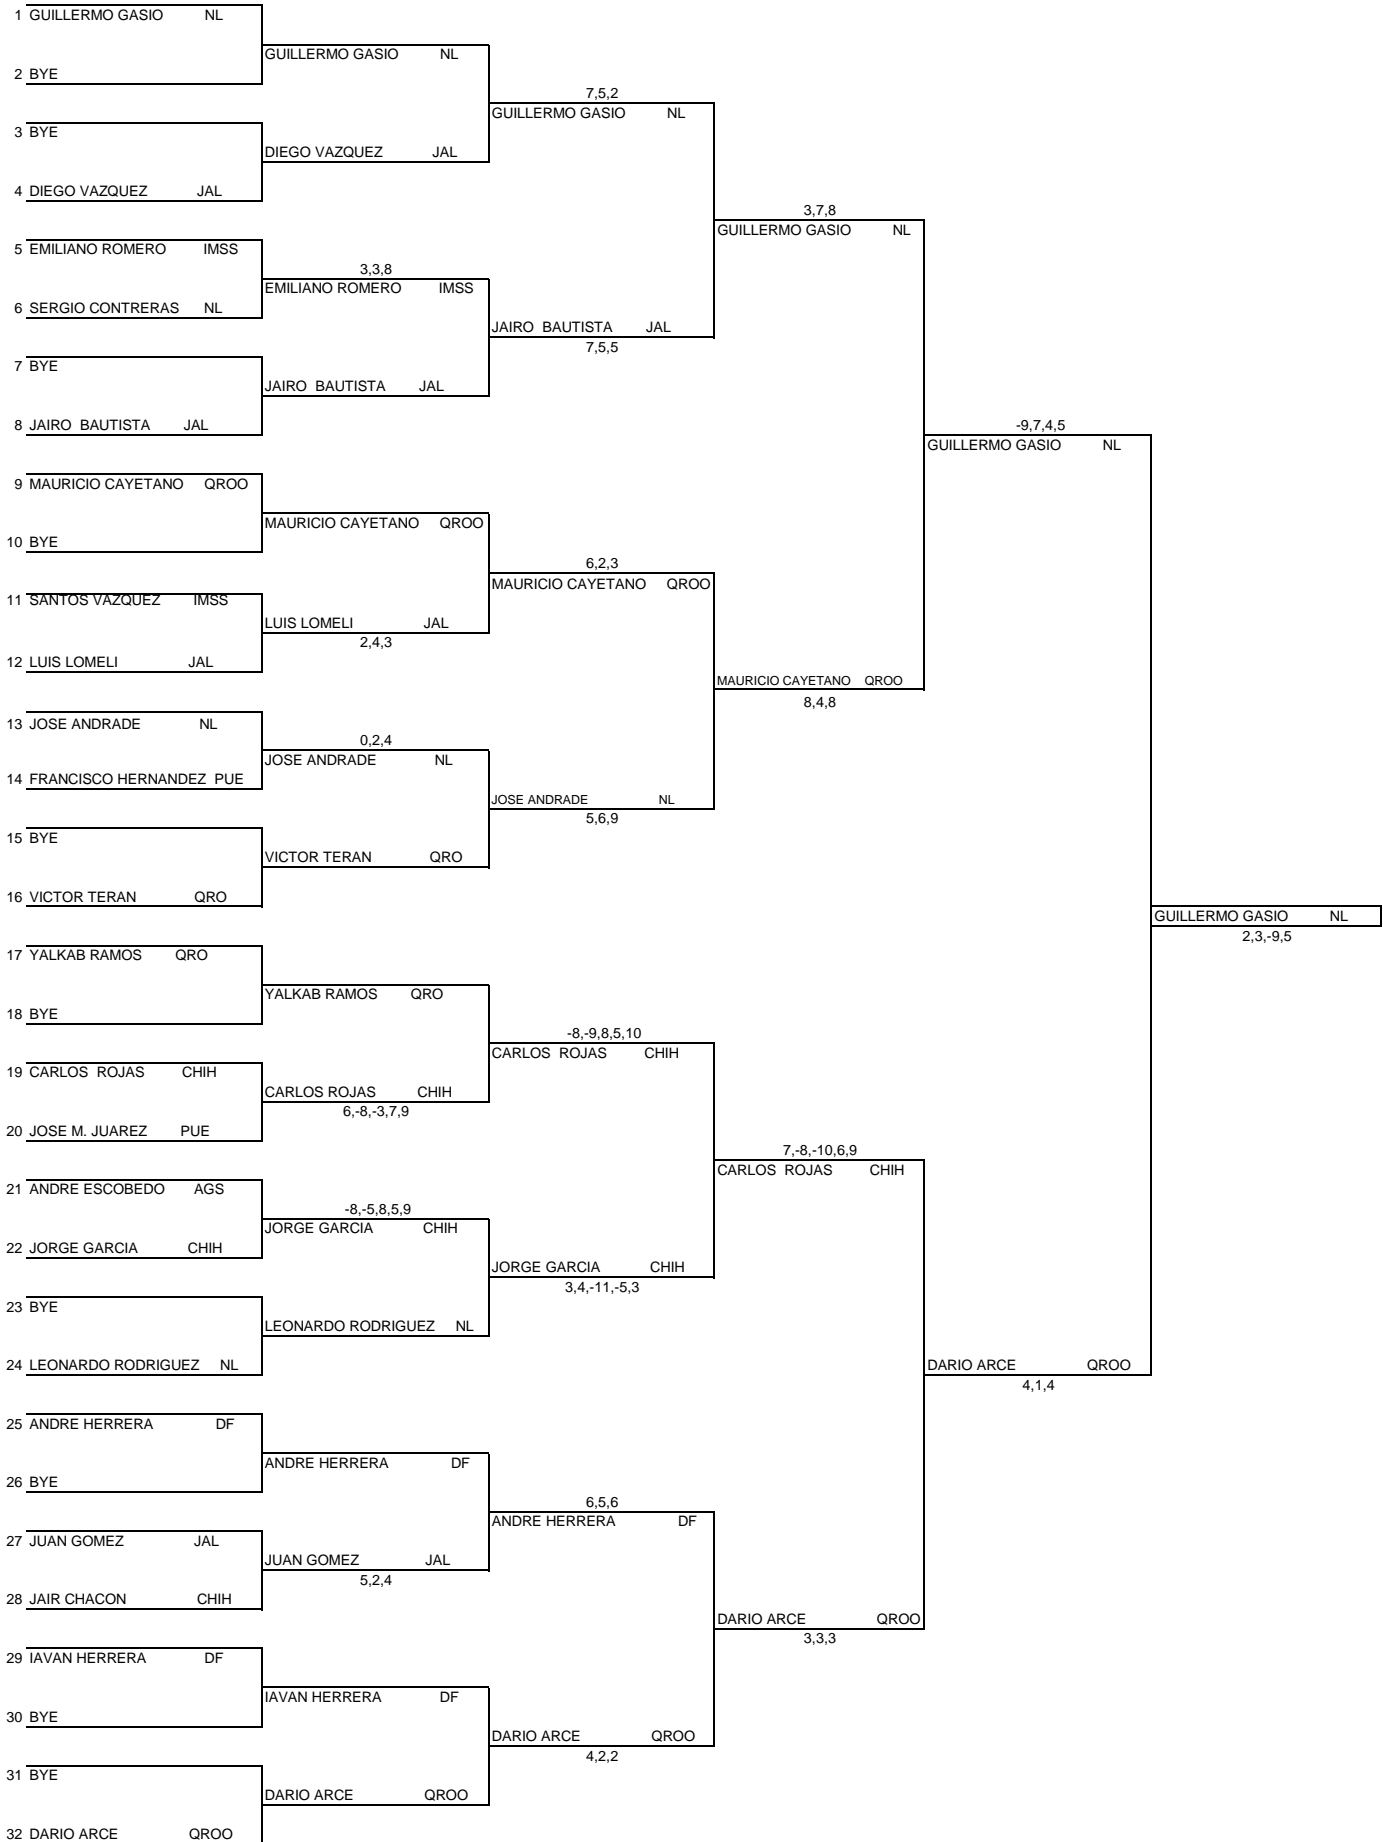 1 GUILLERMO GASIO NL
GUILLERMO GASIO NL
2 BYE
7,5,2
GUILLERMO GASIO NL
3 BYE
DIEGO VAZQUEZ JAL
4 DIEGO VAZQUEZ JAL
3,7,8
GUILLERMO GASIO NL
5 EMILIANO ROMERO IMSS
3,3,8
EMILIANO ROMERO IMSS
6 SERGIO CONTRERAS NL
JAIRO BAUTISTA JAL
7,5,5
7 BYE
JAIRO BAUTISTA JAL
8 JAIRO BAUTISTA JAL
-9,7,4,5
GUILLERMO GASIO NL
9 MAURICIO CAYETANO QROO
MAURICIO CAYETANO QROO
10 BYE
6,2,3
MAURICIO CAYETANO QROO
11 SANTOS VAZQUEZ IMSS
LUIS LOMELI JAL
2,4,3
12 LUIS LOMELI JAL
MAURICIO CAYETANO QROO
8,4,8
13 JOSE ANDRADE NL
0,2,4
JOSE ANDRADE NL
14 FRANCISCO HERNANDEZ PUE
JOSE ANDRADE NL
5,6,9
15 BYE
VICTOR TERAN QRO
16 VICTOR TERAN QRO
GUILLERMO GASIO NL
2,3,-9,5
17 YALKAB RAMOS QRO
YALKAB RAMOS QRO
18 BYE
-8,-9,8,5,10
CARLOS ROJAS CHIH
19 CARLOS ROJAS CHIH
CARLOS ROJAS CHIH
6,-8,-3,7,9
20 JOSE M. JUAREZ PUE
7,-8,-10,6,9
CARLOS ROJAS CHIH
21 ANDRE ESCOBEDO AGS
-8,-5,8,5,9
JORGE GARCIA CHIH
22 JORGE GARCIA CHIH
JORGE GARCIA CHIH
3,4,-11,-5,3
23 BYE
LEONARDO RODRIGUEZ NL
24 LEONARDO RODRIGUEZ NL
DARIO ARCE QROO
4,1,4
25 ANDRE HERRERA DF
ANDRE HERRERA DF
26 BYE
6,5,6
ANDRE HERRERA DF
27 JUAN GOMEZ JAL
JUAN GOMEZ JAL
5,2,4
28 JAIR CHACON CHIH
DARIO ARCE QROO
3,3,3
29 IAVAN HERRERA DF
IAVAN HERRERA DF
30 BYE
DARIO ARCE QROO
4,2,2
31 BYE
DARIO ARCE QROO
32 DARIO ARCE QROO